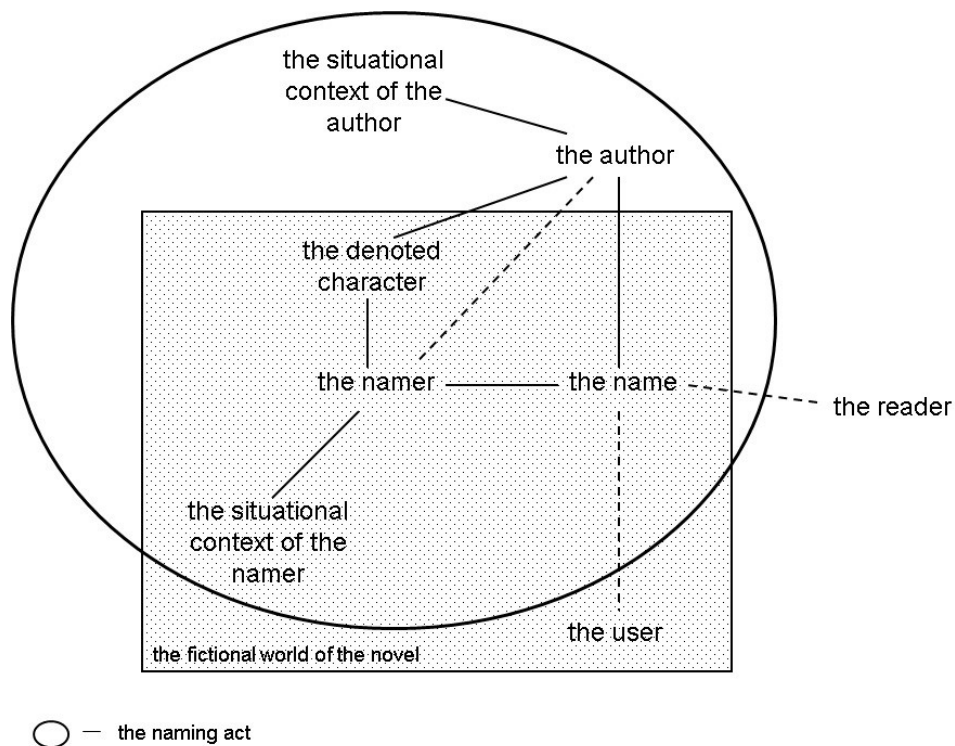 the situational
context of the
author
the author
the denoted
character
the namer
the name
the reader
the situational
context of the
namer
the user
the fictional world of the novel
— the naming act